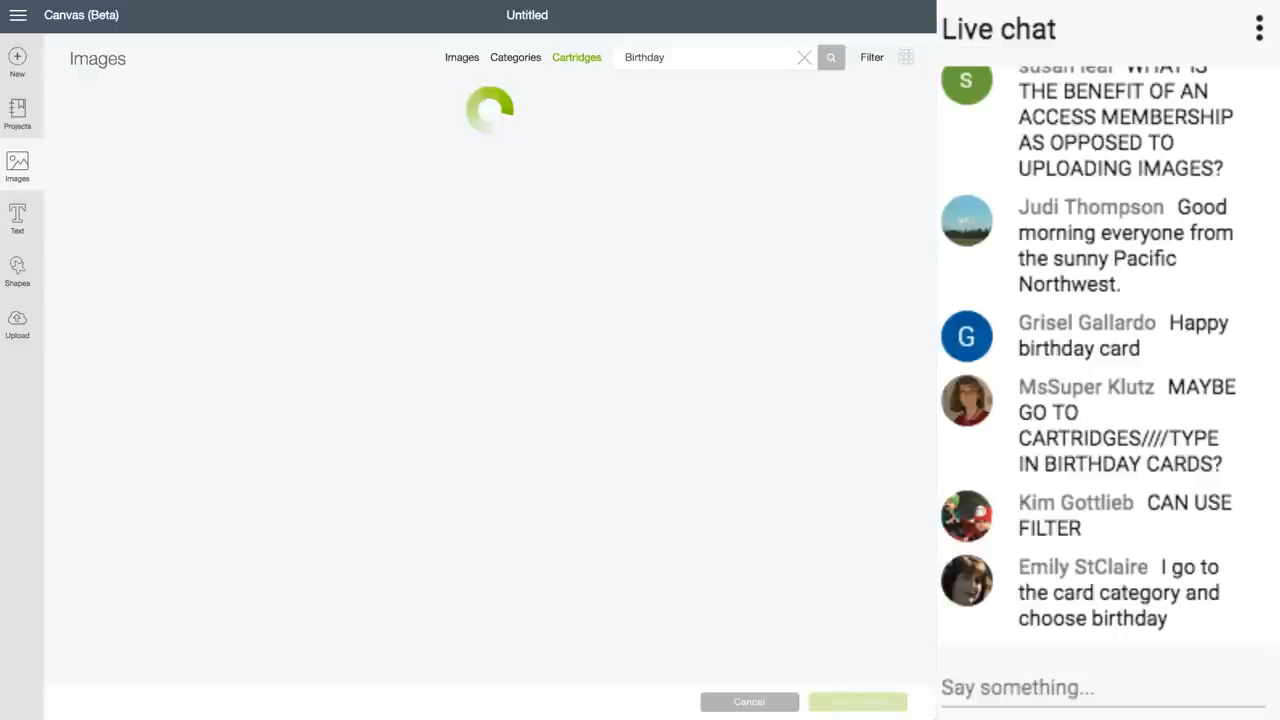 Canvas (Beta)
Untitled
New
Projects
Images
Text
Shapes
Upload
Images
Images
Categories
Cartridges
Birthday
Filter
Cancel
Live chat
S
susan lear WHAT IS
THE BENEFIT OF AN
ACCESS MEMBERSHIP
AS OPPOSED TO
UPLOADING IMAGES?
Judi Thompson Good
morning everyone from
the sunny Pacific
Northwest.
G
Grisel Gallardo Happy
birthday card
MsSuper Klutz MAYBE
GO TO
CARTRIDGES////TYPE
IN BIRTHDAY CARDS?
Kim Gottlieb CAN USE
FILTER
Emily StClaire I go to
the card category and
choose birthday
Say something...